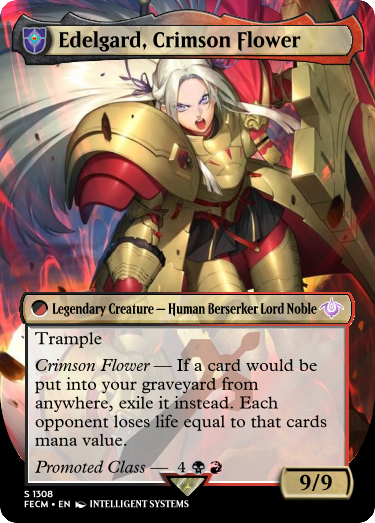 Edelgard, Crimson Flower
Legendary Creature — Human Berserker Lord Noble
Trample
Crimson Flower — If a card would be
put into your graveyard from
anywhere, exile it instead. Each
opponent loses life equal to that cards
mana value.
Promoted Class — 4
9/9
S 1308
FECM • EN INTELLIGENT SYSTEMS